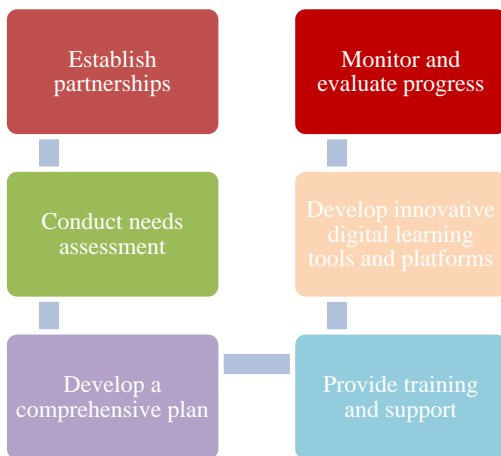 Establish
partnerships
Conduct needs
assessment
Develop a
comprehensive plan
Provide training
and support
Develop innovative
digital learning
tools and platforms
Monitor and
evaluate progress